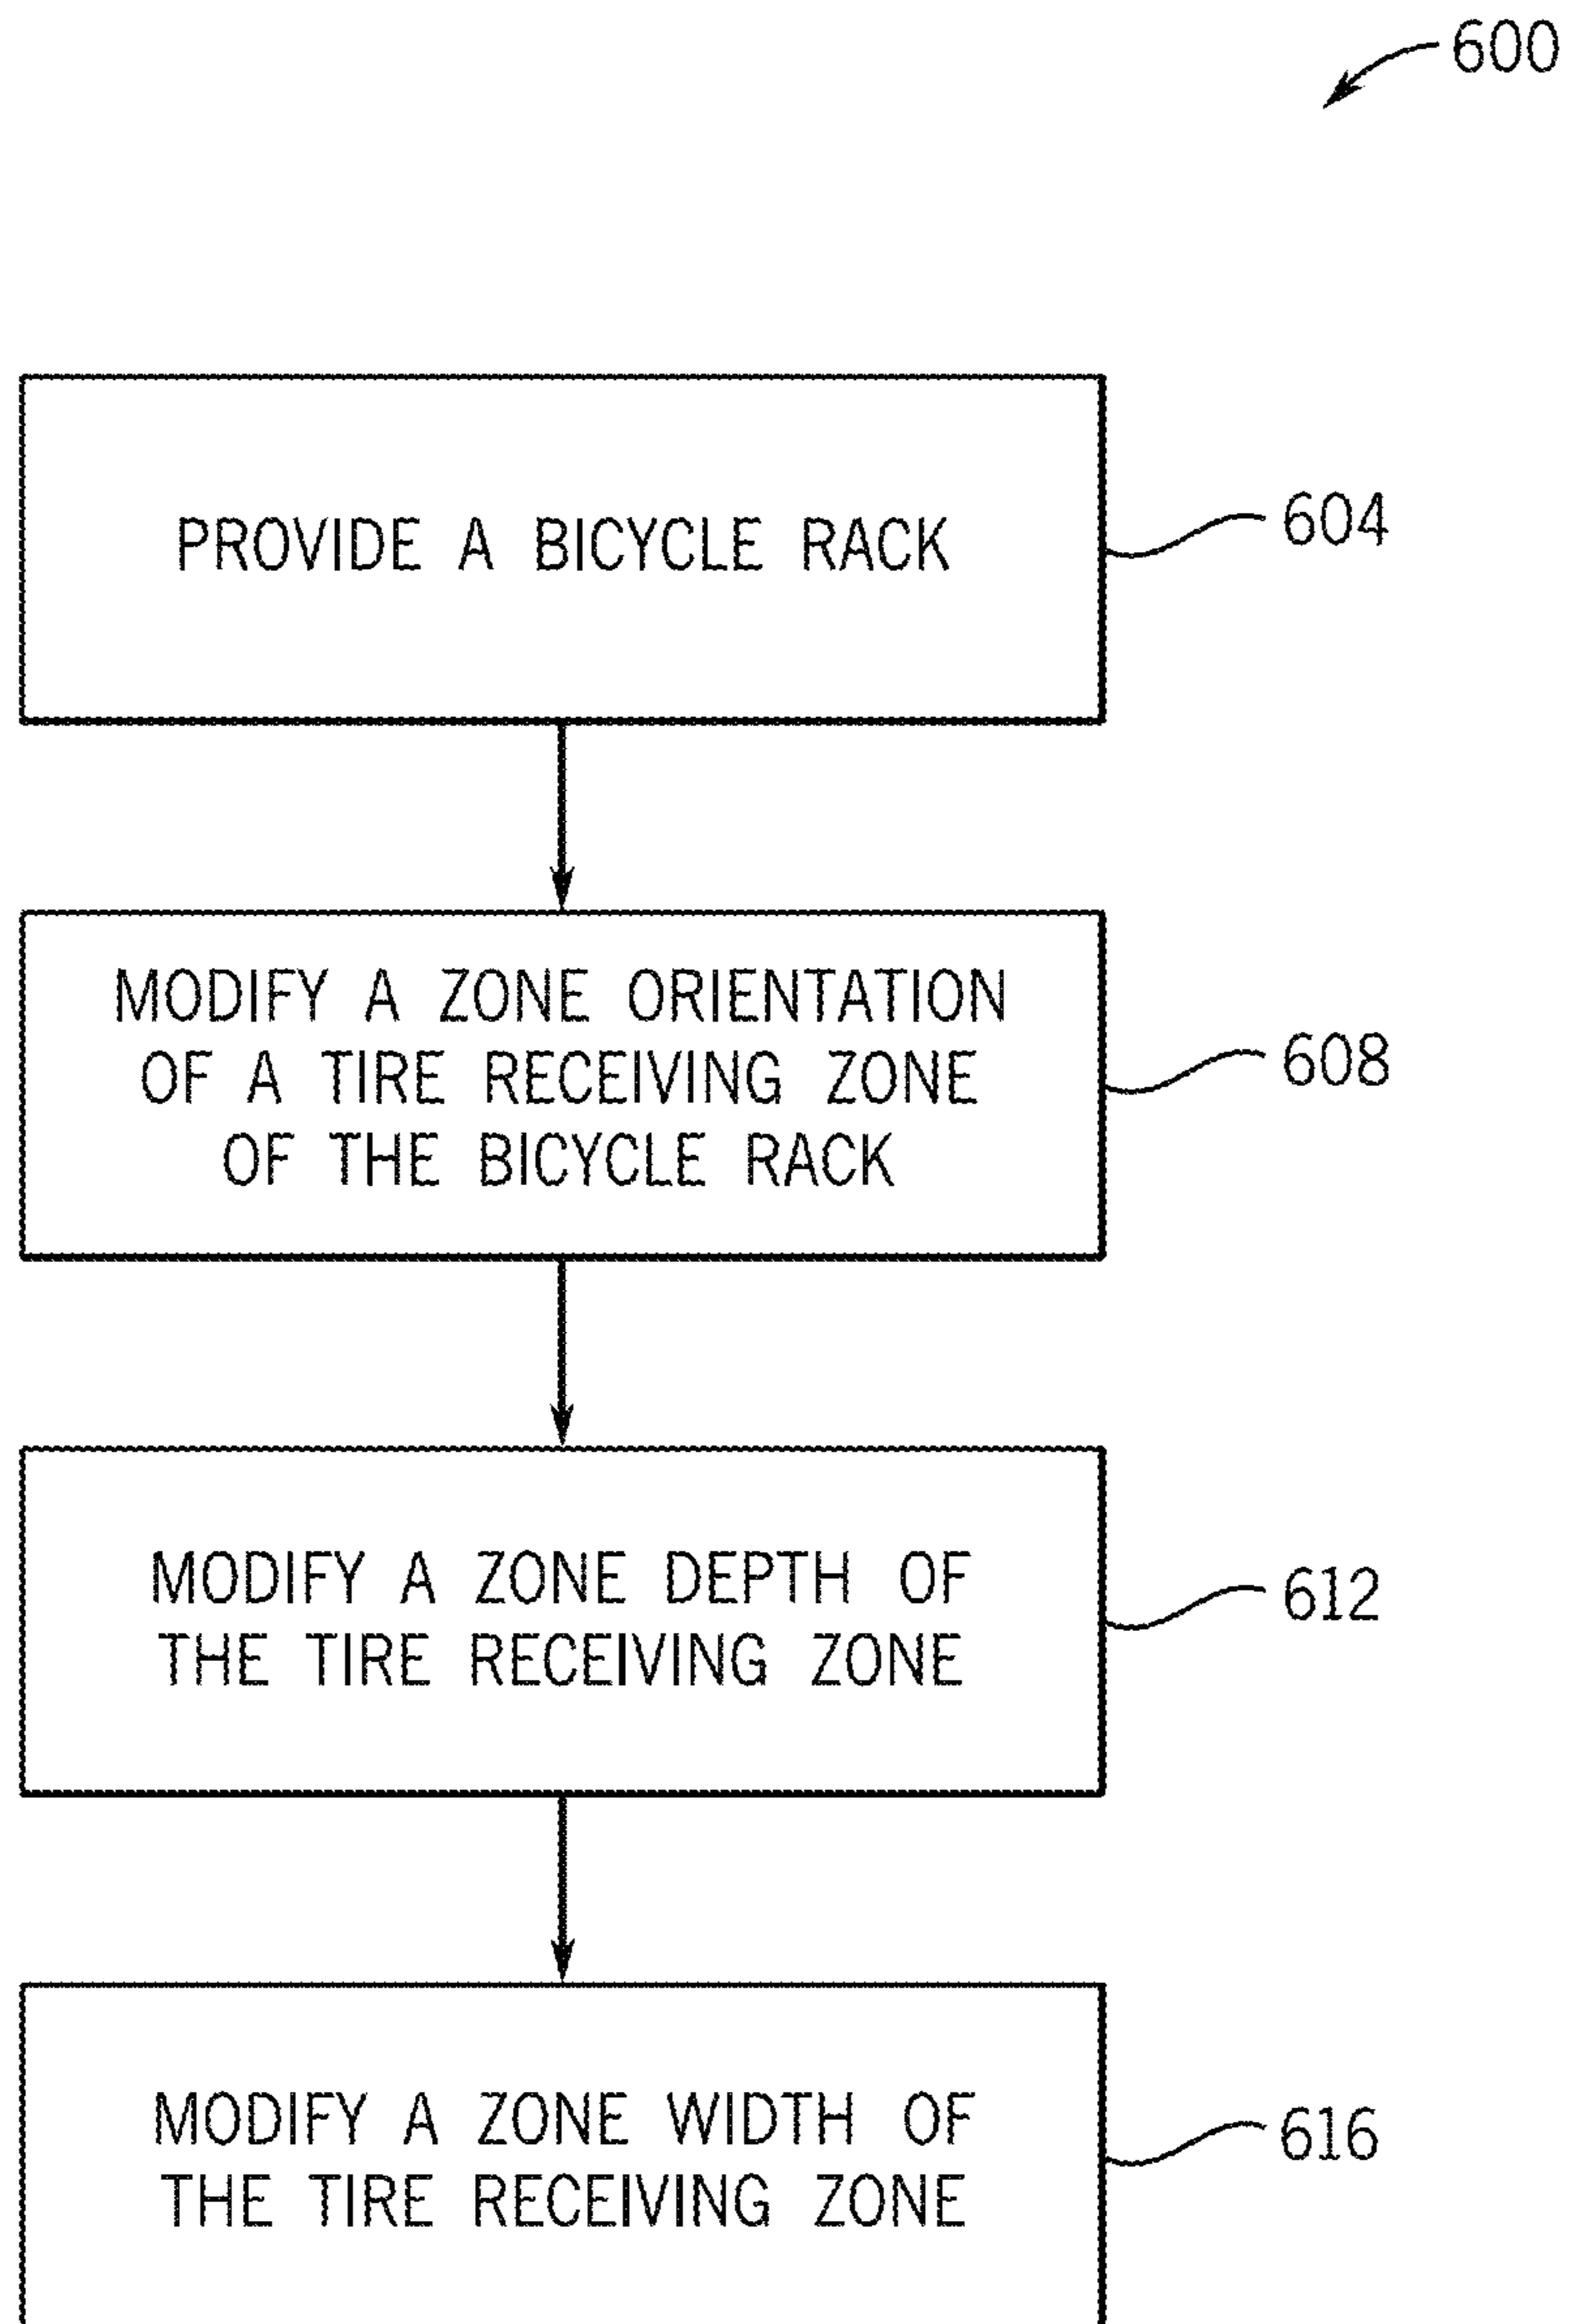 600
PROVIDE A BICYCLE RACK
604
MODIFY A ZONE ORIENTATION
OF A TIRE RECEIVING ZONE
OF THE BICYCLE RACK
608
MODIFY A ZONE DEPTH OF
THE TIRE RECEIVING ZONE
612
MODIFY A ZONE WIDTH OF
THE TIRE RECEIVING ZONE
616